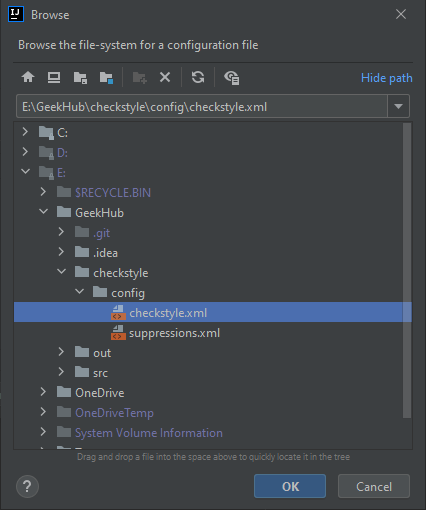 IJ
Browse
Browse the file-system for a configuration file
Hide path
E:\GeekHub\checkstyle\config\checkstyle.xml
C:
D:
E:
$RECYCLE.BIN
GeekHub
.git
.idea
checkstyle
config
checkstyle.xml
suppressions.xml
out
src
OneDrive
OneDriveTemp
System Volume Information
Drag and drop a file into the space above to quickly locate it in the tree
?
OK
Cancel